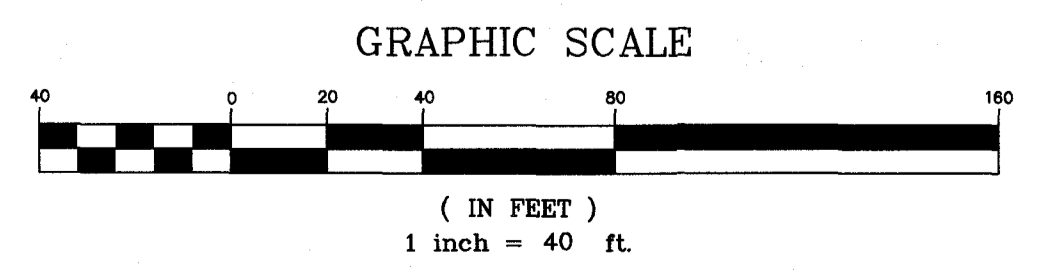 GRAPHIC SCALE
40 0 20 40 80 160
( IN FEET )
1 inch = 40 ft.